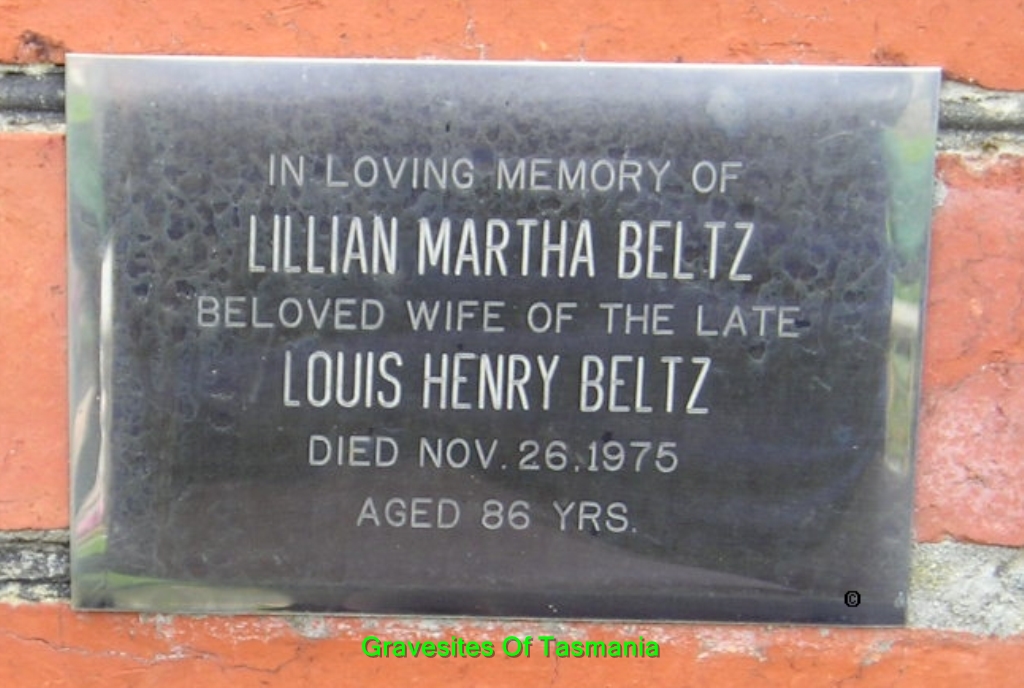 IN LOVING MEMORY OF
LILLIAN MARTHA BELTZ
BELOVED WIFE OF THE LATE
LOUIS HENRY BELTZ
DIED NOV. 26.1975
AGED 86 YRS.
©
Gravesites Of Tasmania